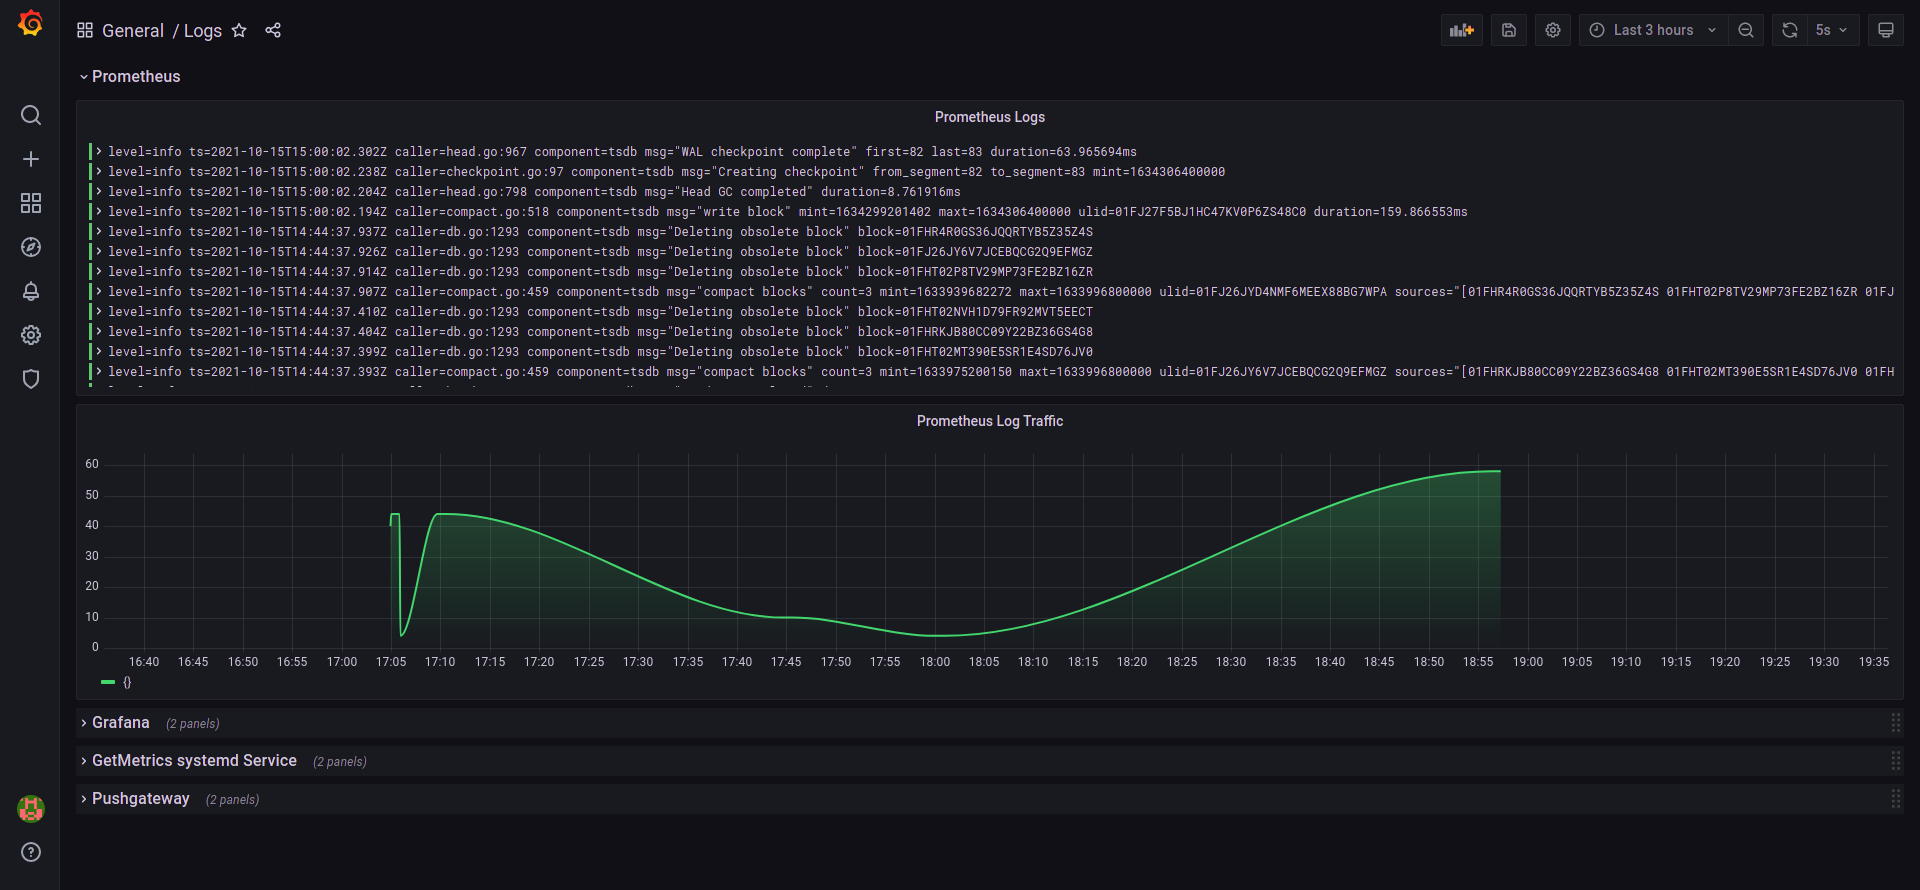 General / Logs
Last 3 hours
5s
Prometheus
Prometheus Logs
level=info ts=2021-10-15T15:00:02.302Z caller=head.go:967 component=tsdb msg="WAL checkpoint complete" first=82 last=83 duration=63.965694ms
level=info ts=2021-10-15T15:00:02.238Z caller=checkpoint.go:97 component=tsdb msg="Creating checkpoint" from_segment=82 to_segment=83 mint=1634306400000
level=info ts=2021-10-15T15:00:02.204Z caller=head.go:798 component=tsdb msg="Head GC completed" duration=8.761916ms
level=info ts=2021-10-15T15:00:02.194Z caller=compact.go:518 component=tsdb msg="write block" mint=1634299201402 maxt=1634306400000 ulid=01FJ27F5BJ1HC47KV0P6ZS48C0 duration=159.866553ms
level=info ts=2021-10-15T14:44:37.937Z caller=db.go:1293 component=tsdb msg="Deleting obsolete block" block=01FHR4R0GS36JQQRTYB5Z35Z4S
level=info ts=2021-10-15T14:44:37.926Z caller=db.go:1293 component=tsdb msg="Deleting obsolete block" block=01FJ26JY6V7JCEBQCG2Q9EFMGZ
level=info ts=2021-10-15T14:44:37.914Z caller=db.go:1293 component=tsdb msg="Deleting obsolete block" block=01FHT02P8TV29MP73FE2BZ16ZR
level=info ts=2021-10-15T14:44:37.907Z caller=compact.go:459 component=tsdb msg="compact blocks" count=3 mint=1633939682272 maxt=1633996800000 ulid=01FJ26JYD4NMF6MEEX88BG7WPA sources="[01FHR4R0GS36JQQRTYB5Z35Z4S 01FHT02P8TV29MP73FE2BZ16ZR 01FJ
level=info ts=2021-10-15T14:44:37.410Z caller=db.go:1293 component=tsdb msg="Deleting obsolete block" block=01FHT02NVH1D79FR92MVT5EECT
level=info ts=2021-10-15T14:44:37.404Z caller=db.go:1293 component=tsdb msg="Deleting obsolete block" block=01FHRKJB80CC09Y22BZ36GS4G8
level=info ts=2021-10-15T14:44:37.399Z caller=db.go:1293 component=tsdb msg="Deleting obsolete block" block=01FHT02MT390E5SR1E4SD76JV0
level=info ts=2021-10-15T14:44:37.393Z caller=compact.go:459 component=tsdb msg="compact blocks" count=3 mint=1633975200150 maxt=1633996800000 ulid=01FJ26JY6V7JCEBQCG2Q9EFMGZ sources="[01FHRKJB80CC09Y22BZ36GS4G8 01FHT02MT390E5SR1E4SD76JV0 01FH
Prometheus Log Traffic
60
50
40
30
20
10
0
16:40 16:45 16:50 16:55 17:00 17:05 17:10 17:15 17:20 17:25 17:30 17:35 17:40 17:45 17:50 17:55 18:00 18:05 18:10 18:15 18:20 18:25 18:30 18:35 18:40 18:45 18:50 18:55 19:00 19:05 19:10 19:15 19:20 19:25 19:30 19:35
{}
Grafana (2 panels)
GetMetrics systemd Service (2 panels)
Pushgateway (2 panels)